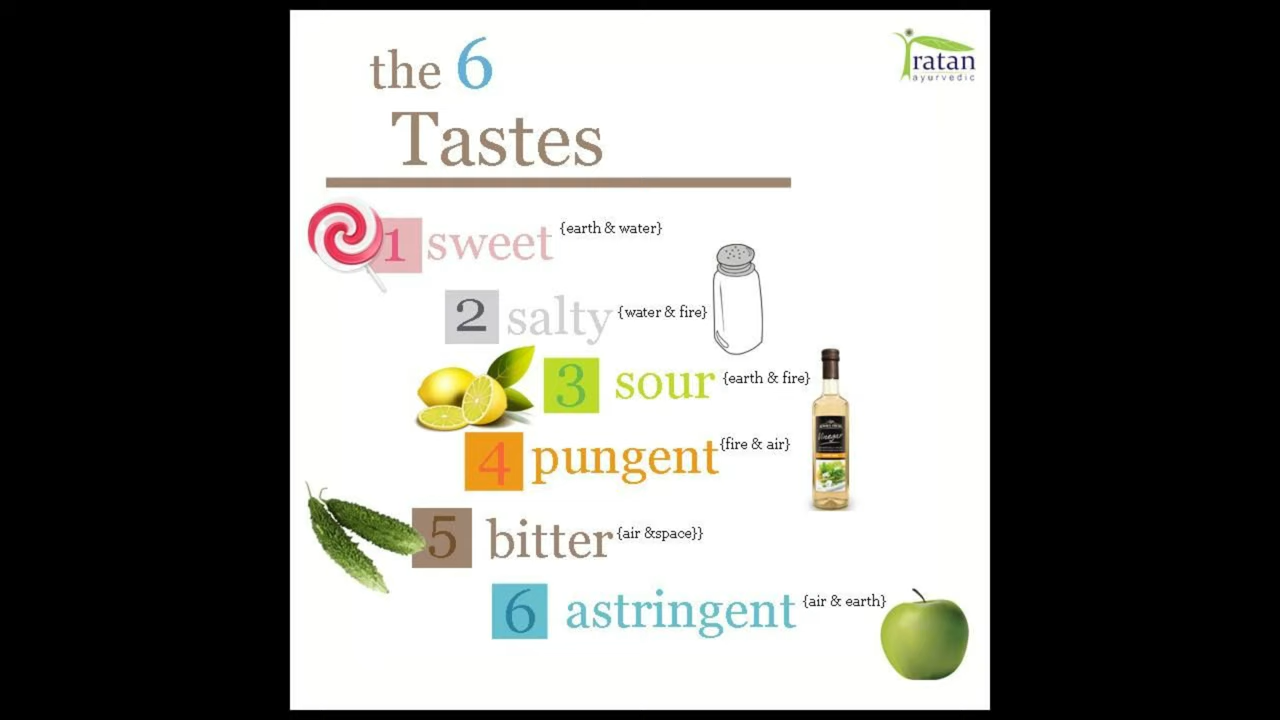 the 6
Tastes
ratan
ayurvedic
1 sweet {earth & water}
2 salty {water & fire}
3 sour {earth & fire}
4 pungent {fire & air}
Vinegar
5 bitter {air &space}}
6 astringent {air & earth}